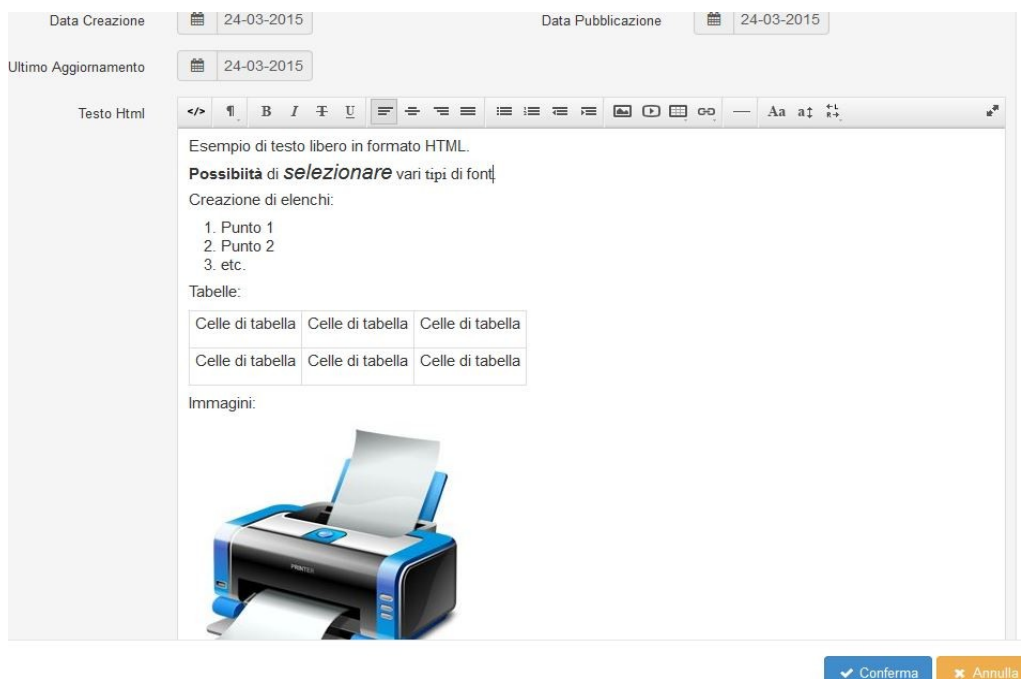 Data Creazione 24-03-2015 Data Pubblicazione 24-03-2015
Ultimo Aggiornamento 24-03-2015
Testo Html </> ¶ B I T U Aa a↕ L R
Esempio di testo libero in formato HTML.
Possibiità di selezionare vari tipi di font
Creazione di elenchi:
1. Punto 1
2. Punto 2
3. etc.
Tabelle:
Celle di tabella Celle di tabella Celle di tabella
Celle di tabella Celle di tabella Celle di tabella
Immagini:
PRINTER
Conferma Annulla